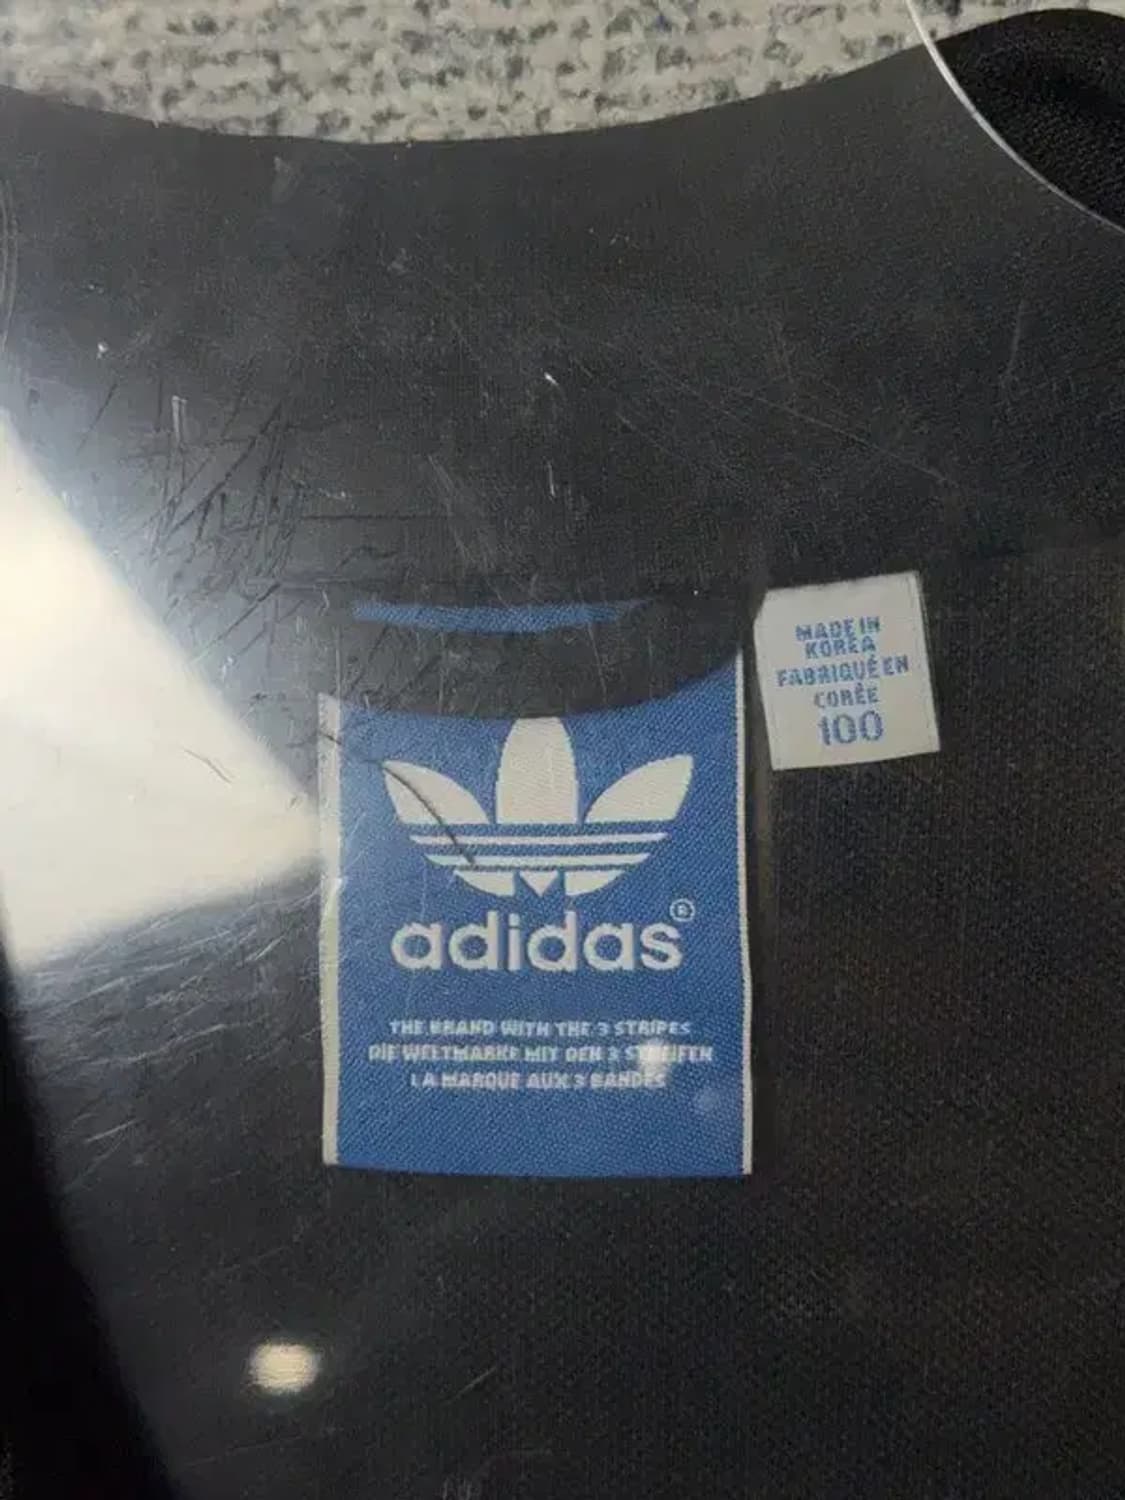 adidas®
THE BRAND WITH THE 3 STRIPES
DIE WELTMARKE MIT DEN 3 STREIFEN
LA MARQUE AUX 3 BANDES
MADE IN
KOREA
FABRIQUÉ EN
CORÉE
100